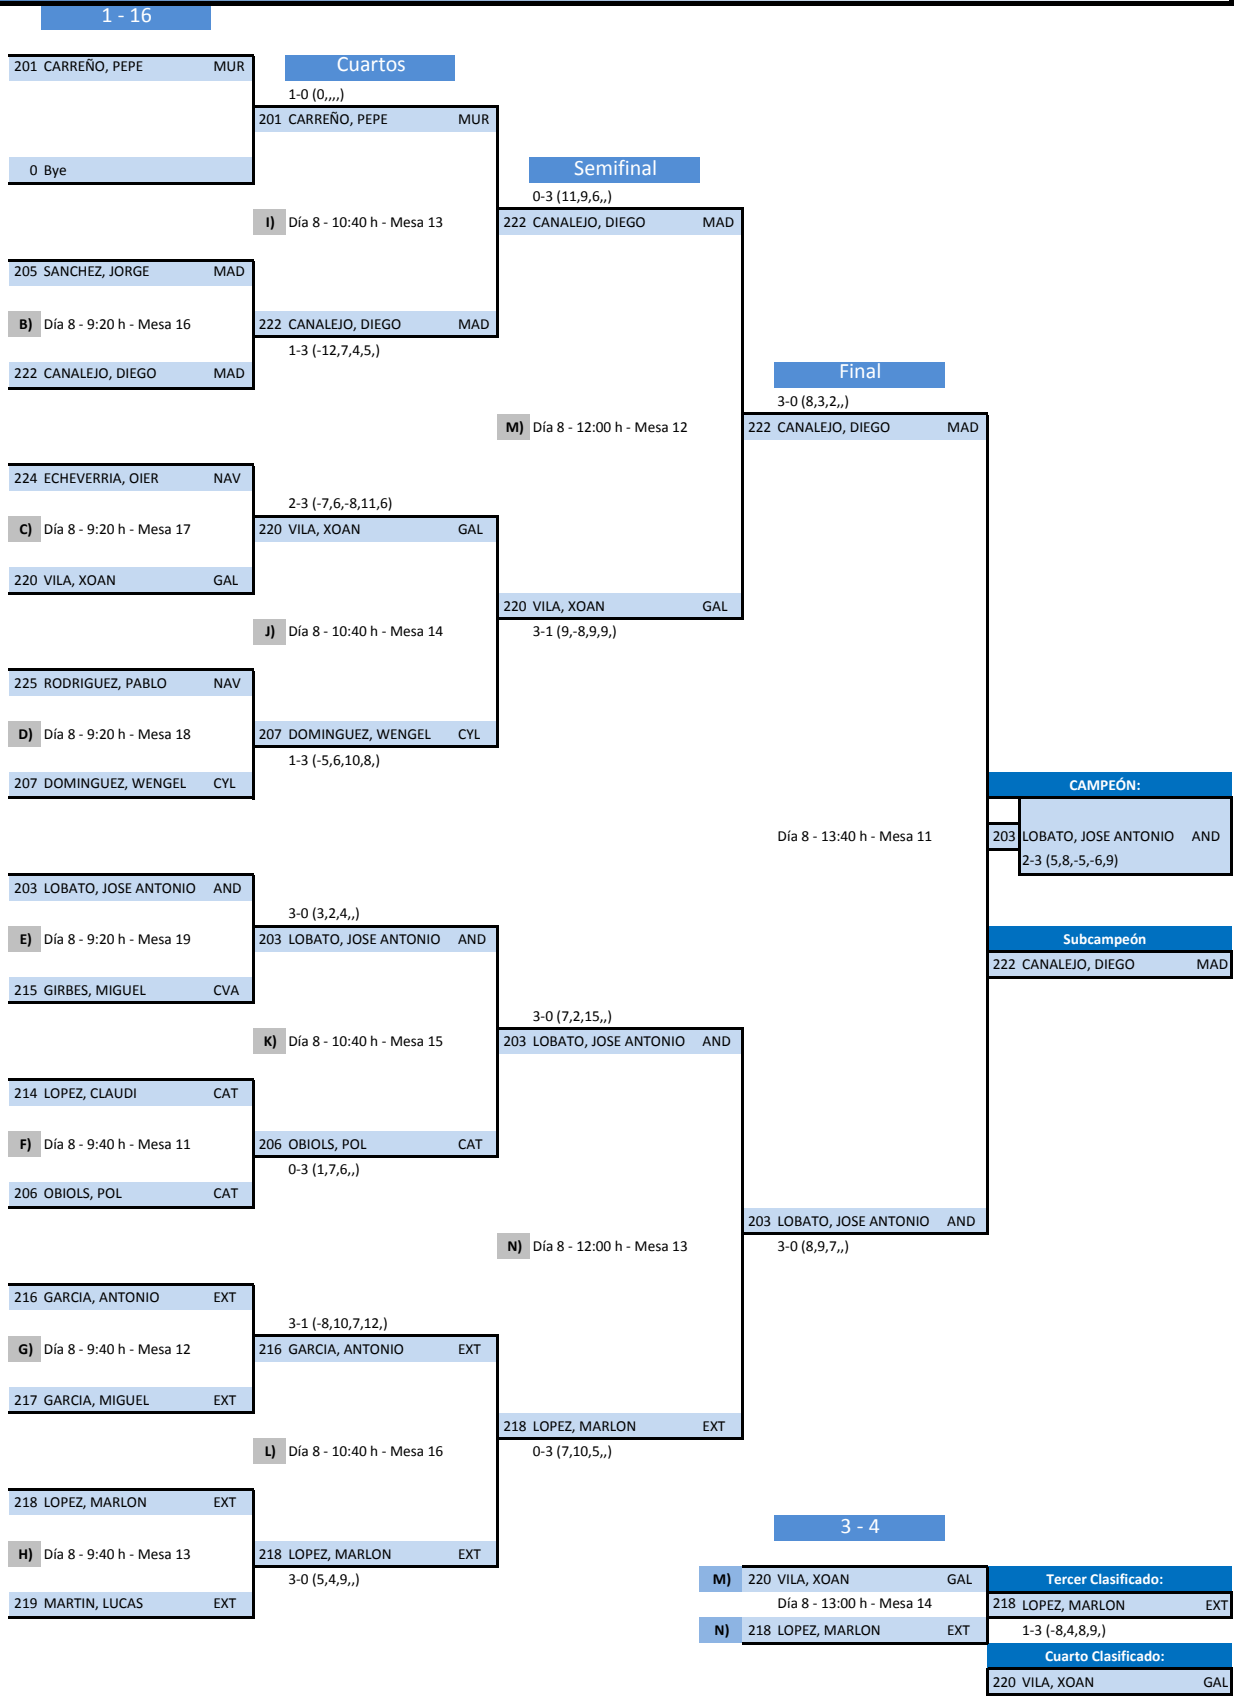 1 - 16
201 CARREÑO, PEPE MUR
Cuartos
1-0 (0,,,,)
201 CARREÑO, PEPE MUR
0 Bye
Semifinal
0-3 (11,9,6,,)
I) Día 8 - 10:40 h - Mesa 13
222 CANALEJO, DIEGO MAD
205 SANCHEZ, JORGE MAD
B) Día 8 - 9:20 h - Mesa 16
222 CANALEJO, DIEGO MAD
1-3 (-12,7,4,5,)
222 CANALEJO, DIEGO MAD
Final
3-0 (8,3,2,,)
M) Día 8 - 12:00 h - Mesa 12
222 CANALEJO, DIEGO MAD
224 ECHEVERRIA, OIER NAV
2-3 (-7,6,-8,11,6)
C) Día 8 - 9:20 h - Mesa 17
220 VILA, XOAN GAL
220 VILA, XOAN GAL
220 VILA, XOAN GAL
J) Día 8 - 10:40 h - Mesa 14
3-1 (9,-8,9,9,)
225 RODRIGUEZ, PABLO NAV
D) Día 8 - 9:20 h - Mesa 18
207 DOMINGUEZ, WENGEL CYL
1-3 (-5,6,10,8,)
207 DOMINGUEZ, WENGEL CYL
CAMPEÓN:
Día 8 - 13:40 h - Mesa 11
203 LOBATO, JOSE ANTONIO AND
2-3 (5,8,-5,-6,9)
203 LOBATO, JOSE ANTONIO AND
3-0 (3,2,4,,)
E) Día 8 - 9:20 h - Mesa 19
203 LOBATO, JOSE ANTONIO AND
Subcampeón
222 CANALEJO, DIEGO MAD
215 GIRBES, MIGUEL CVA
3-0 (7,2,15,,)
K) Día 8 - 10:40 h - Mesa 15
203 LOBATO, JOSE ANTONIO AND
214 LOPEZ, CLAUDI CAT
F) Día 8 - 9:40 h - Mesa 11
206 OBIOLS, POL CAT
0-3 (1,7,6,,)
206 OBIOLS, POL CAT
203 LOBATO, JOSE ANTONIO AND
N) Día 8 - 12:00 h - Mesa 13
3-0 (8,9,7,,)
216 GARCIA, ANTONIO EXT
3-1 (-8,10,7,12,)
G) Día 8 - 9:40 h - Mesa 12
216 GARCIA, ANTONIO EXT
217 GARCIA, MIGUEL EXT
218 LOPEZ, MARLON EXT
L) Día 8 - 10:40 h - Mesa 16
0-3 (7,10,5,,)
218 LOPEZ, MARLON EXT
3 - 4
H) Día 8 - 9:40 h - Mesa 13
218 LOPEZ, MARLON EXT
3-0 (5,4,9,,)
M) 220 VILA, XOAN GAL
Tercer Clasificado:
219 MARTIN, LUCAS EXT
Día 8 - 13:00 h - Mesa 14
218 LOPEZ, MARLON EXT
N) 218 LOPEZ, MARLON EXT
1-3 (-8,4,8,9,)
Cuarto Clasificado:
220 VILA, XOAN GAL